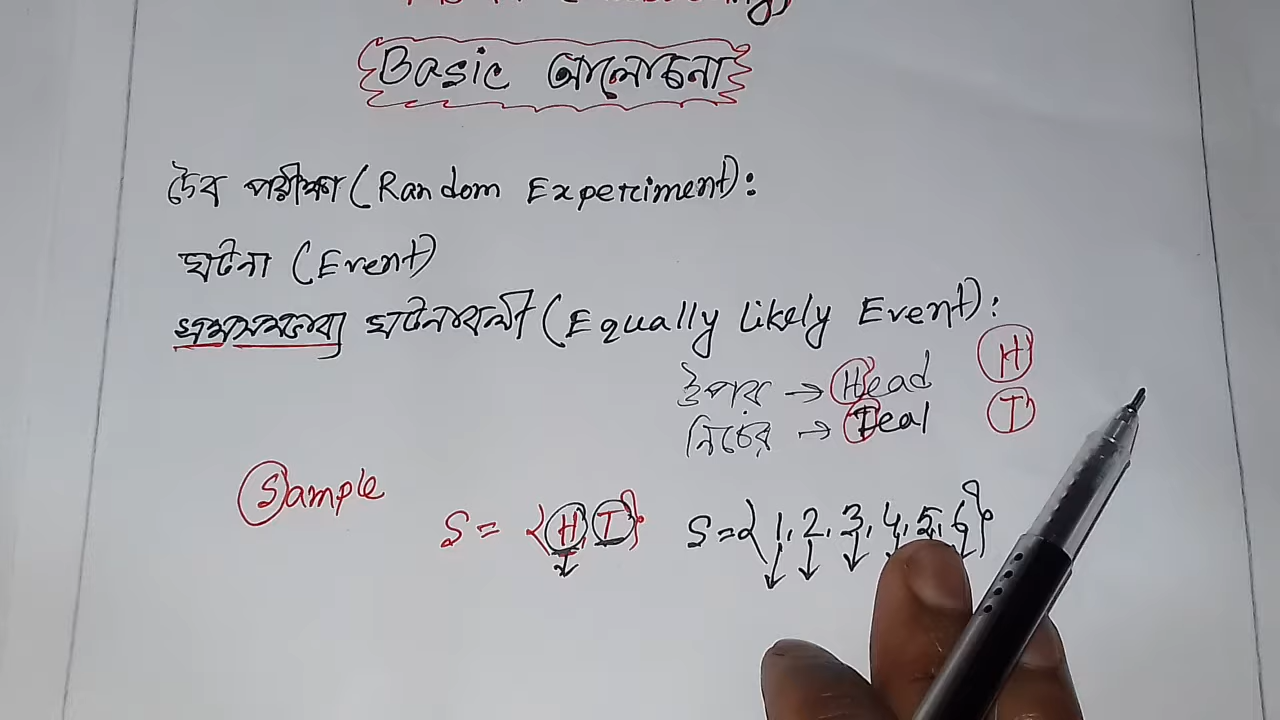 Basic আলোচনা
দৈব পরীক্ষা (Random Experiment):
ঘটনা (Event)
সমসম্ভাব্য ঘটনাবলী (Equally Likely Event):
উপরে → Head H
নিচের → Teal T
Sample
S = {H, T} S = {1, 2, 3, 4, 5, 6}